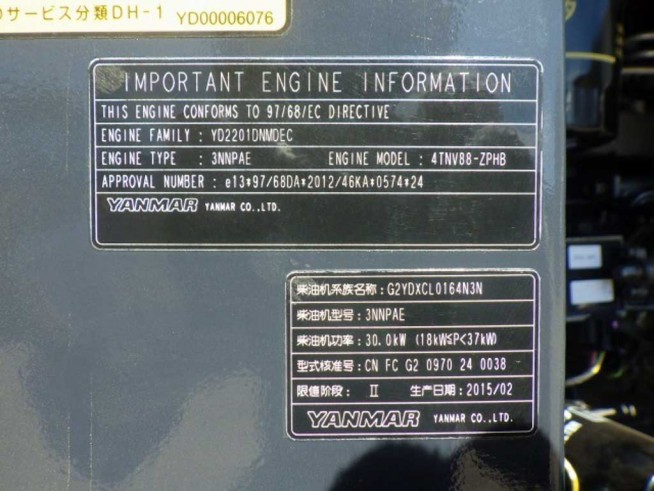 サービス分類DH-1 YD00006076
IMPORTANT ENGINE INFORMATION
THIS ENGINE CONFORMS TO 97/68/EC DIRECTIVE
ENGINE FAMILY : YD2201DNMDEC
ENGINE TYPE : 3NNPAE ENGINE MODEL : 4TNV88-ZPHB
APPROVAL NUMBER : e13*97/68DA*2012/46KA*0574*24
YANMAR YANMAR CO.,LTD.
柴油机系族名称：G2YDXCL0164N3N
柴油机型号：3NNPAE
柴油机功率：30.0kW (18kW≦P<37kW)
型式核准号：CN FC G2 0970 24 0038
限值阶段： Ⅱ 生产日期：2015/02
YANMAR YANMAR CO.,LTD.